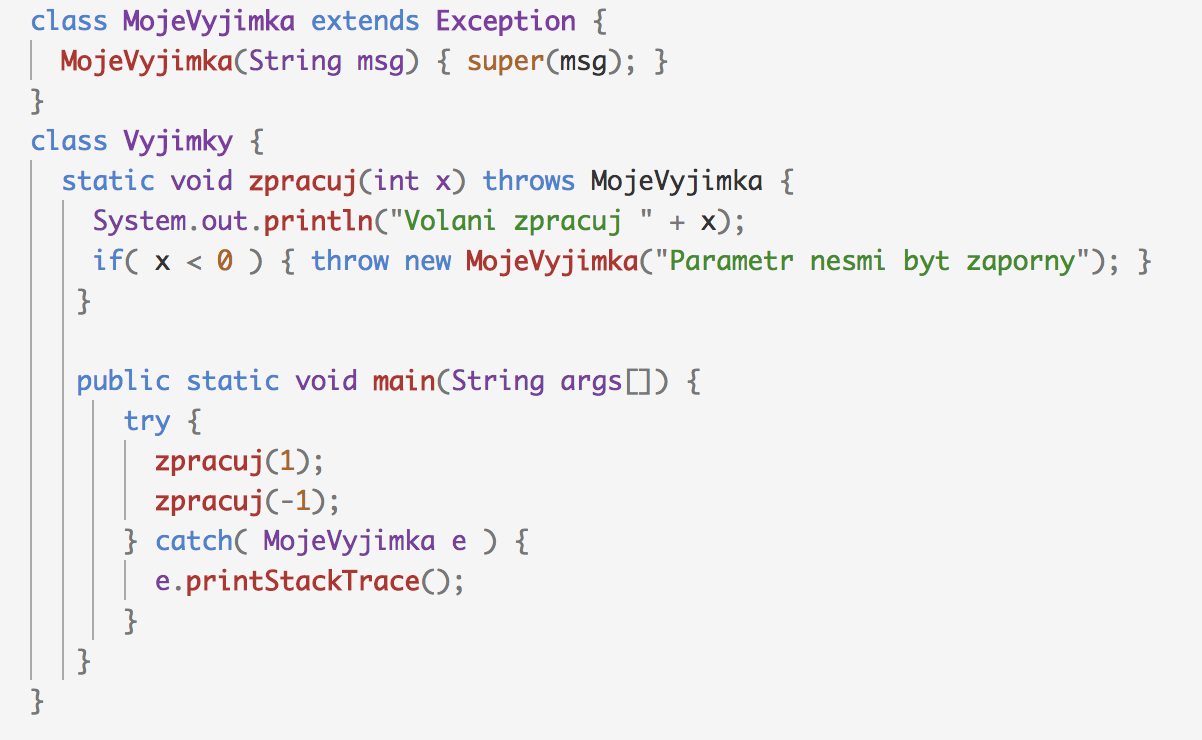 class MojeVyjimka extends Exception {
  MojeVyjimka(String msg) { super(msg); }
}
class Vyjimky {
  static void zpracuj(int x) throws MojeVyjimka {
    System.out.println("Volani zpracuj " + x);
    if( x < 0 ) { throw new MojeVyjimka("Parametr nesmi byt zaporny"); }
   }

   public static void main(String args[]) {
      try {
        zpracuj(1);
        zpracuj(-1);
      } catch( MojeVyjimka e ) {
        e.printStackTrace();
      }
   }
}